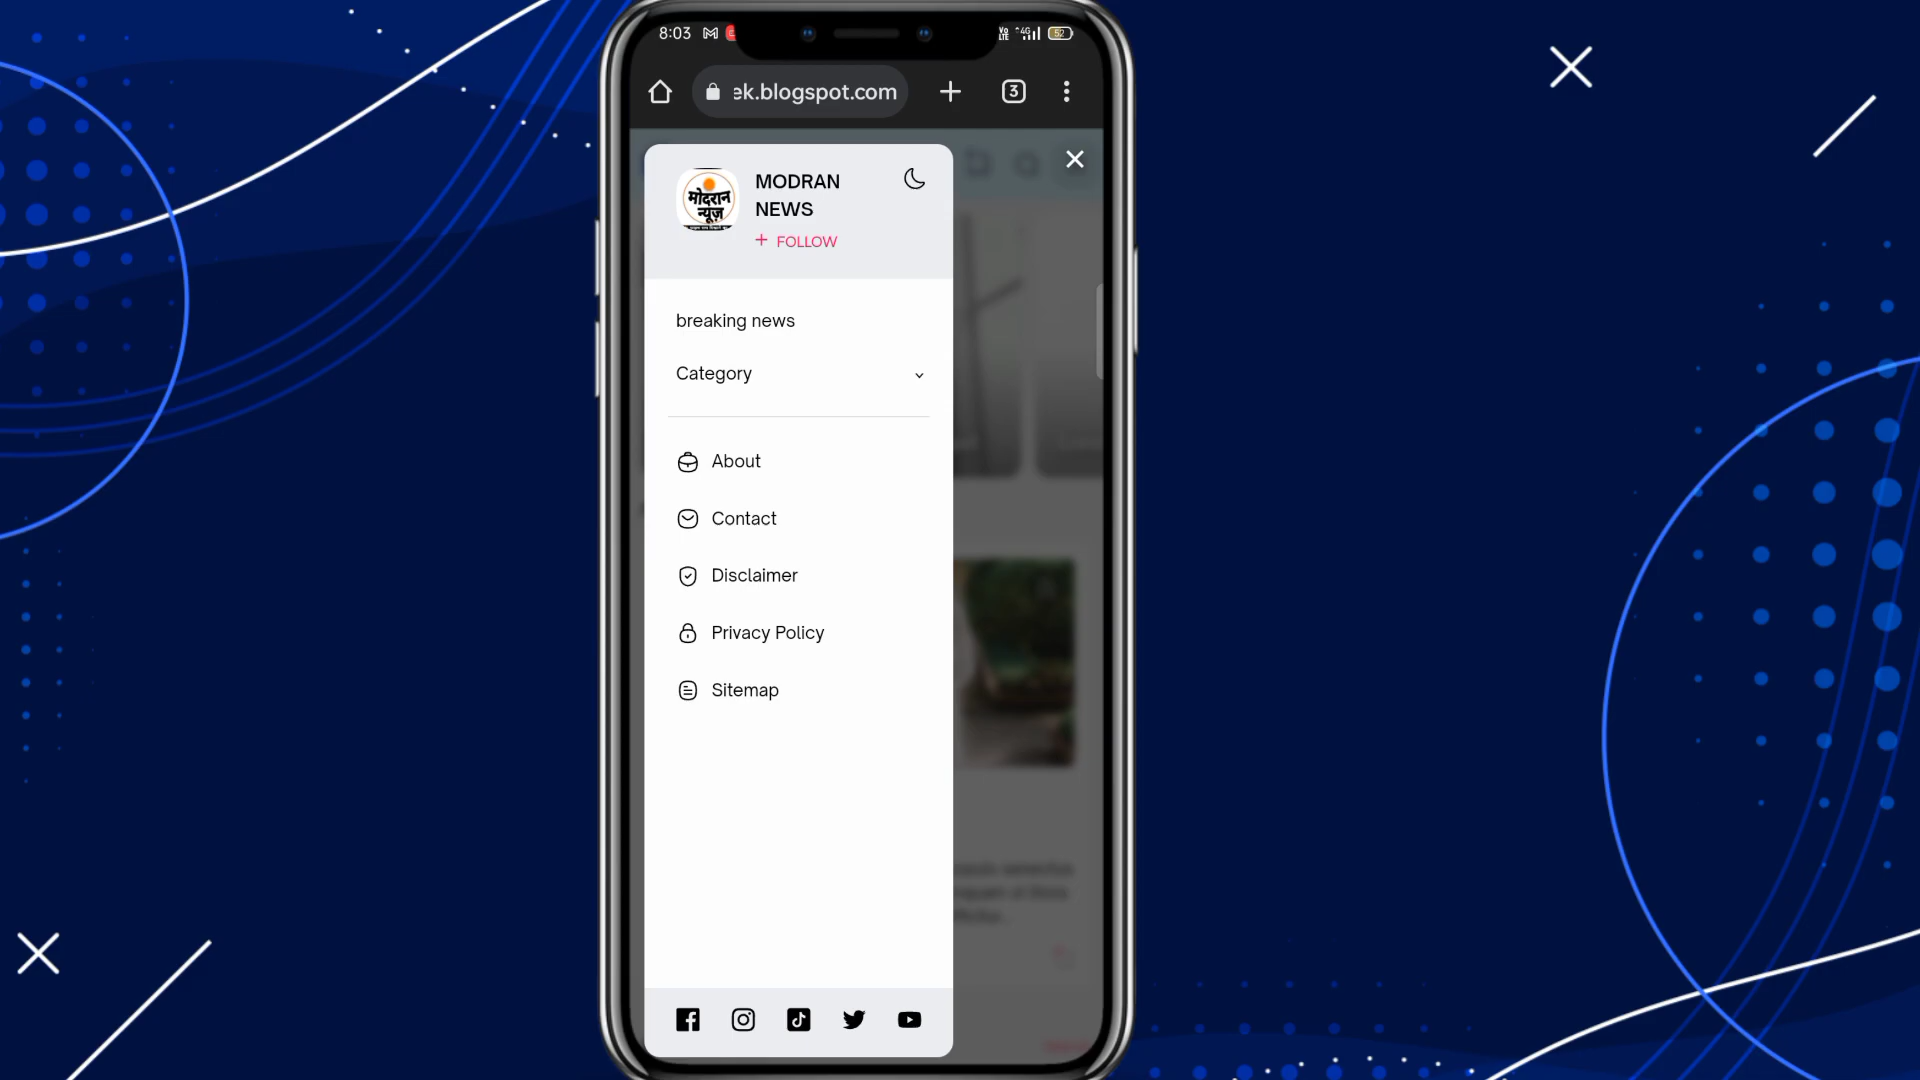 8:03
52
ek.blogspot.com
3
मोदरान
न्यूज़
MODRAN
NEWS
+ FOLLOW
breaking news
Category
About
Contact
Disclaimer
Privacy Policy
Sitemap